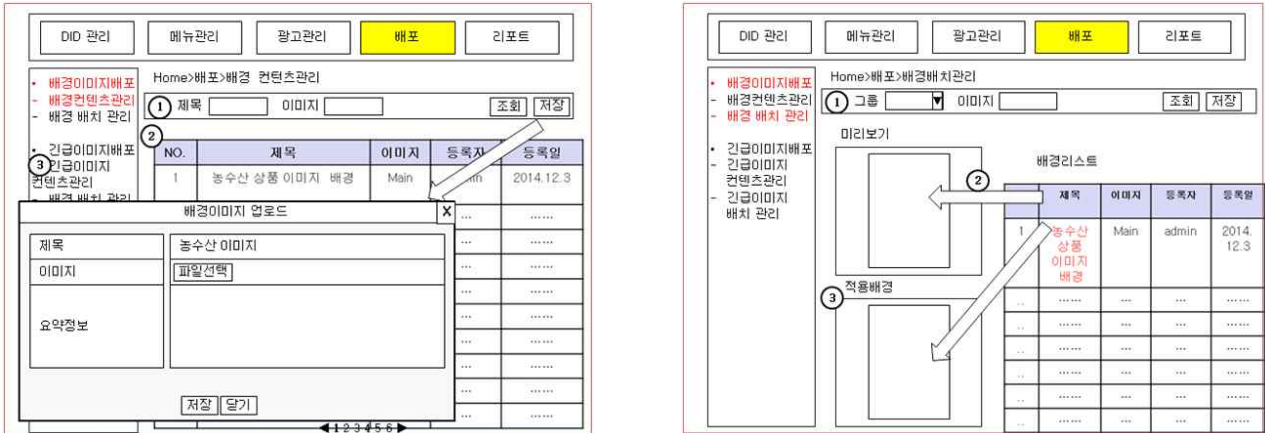 DID 관리 메뉴관리 광고관리 배포 리포트
• 배경이미지배포
- 배경컨텐츠관리
- 배경 배치 관리
• 긴급이미지배포
긴급이미지
컨텐츠관리
배경 배치 관리
Home>배포>배경 컨텐츠관리
① 제목 이미지 조회 저장
②
NO. 제목 이미지 등록자 등록일
1 농수산 상품 이미지 배경 Main 2014.12.3
③
배경이미지 업로드 X
제목 농수산 이미지
이미지 파일선택
요약정보
저장 닫기
... ... ...
... ... ...
... ... ...
... ... ...
... ... ...
... ... ...
... ... ...
... ... ...
◀ 1 2 3 4 5 6 ▶
DID 관리 메뉴관리 광고관리 배포 리포트
• 배경이미지배포
- 배경컨텐츠관리
- 배경 배치 관리
• 긴급이미지배포
- 긴급이미지
컨텐츠관리
- 긴급이미지
배치 관리
Home>배포>배경배치관리
① 그룹 ▼ 이미지 조회 저장
미리보기
②
③ 적용배경
배경리스트
제목 이미지 등록자 등록일
1 농수산 Main admin 2014.
상품 12.3
이미지
배경
.. ...... ... ... ... ...
.. ...... ... ... ... ...
.. ...... ... ... ... ...
.. ...... ... ... ... ...
.. ...... ... ... ... ...
.. ...... ... ... ... ...